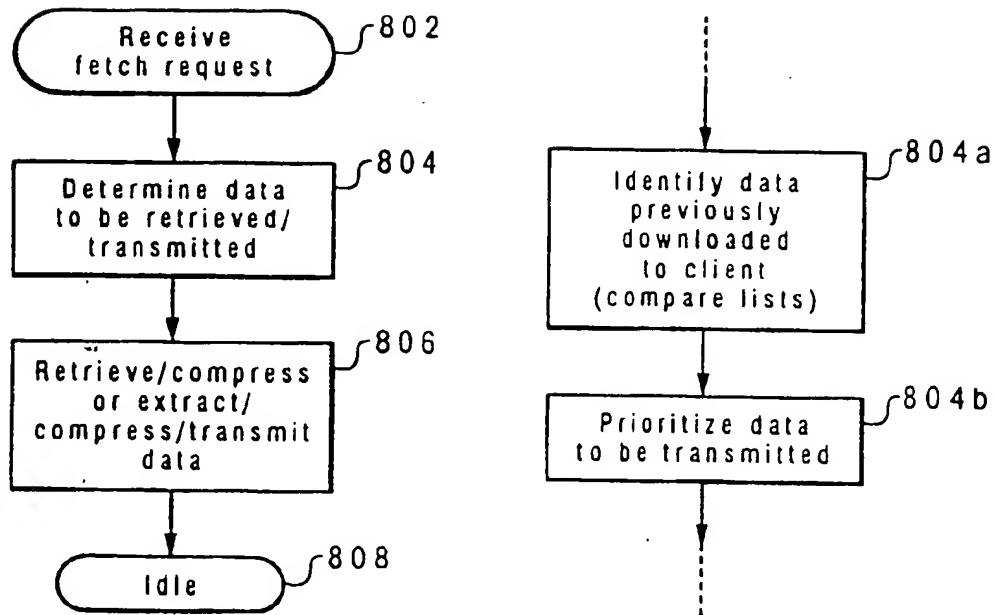 Receive
fetch request
802
Determine data
to be retrieved/
transmitted
804
Retrieve/compress
or extract/
compress/transmit
data
806
Idle
808
Identify data
previously
downloaded
to client
(compare lists)
804a
Prioritize data
to be transmitted
804b